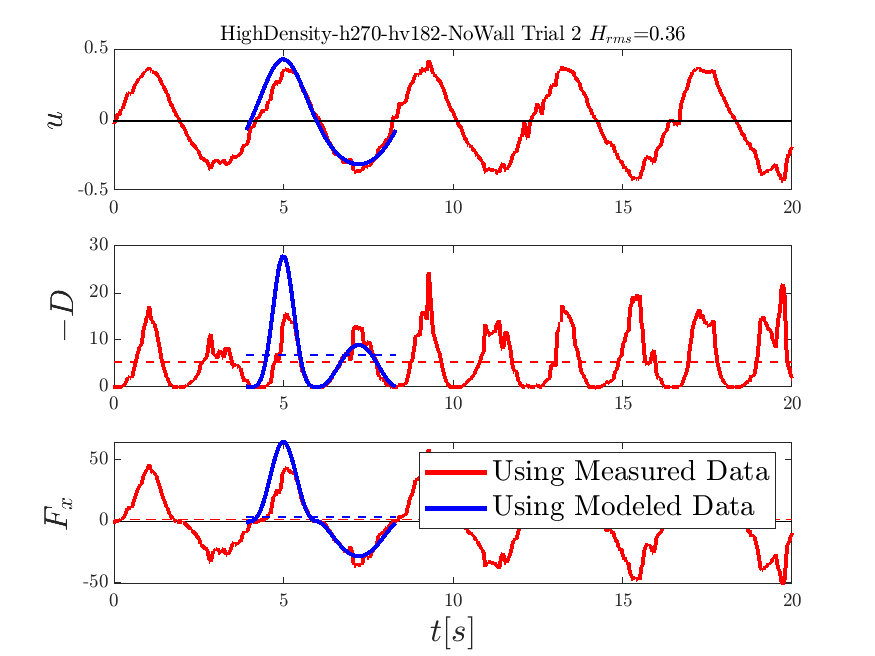 HighDensity-h270-hv182-NoWall Trial 2 H_rms=0.36
0.5
u
0
-0.5
0 5 10 15 20
30
−D
20
10
0
0 5 10 15 20
50
F_x
0
-50
Using Measured Data
Using Modeled Data
0 5 10 15 20
t[s]